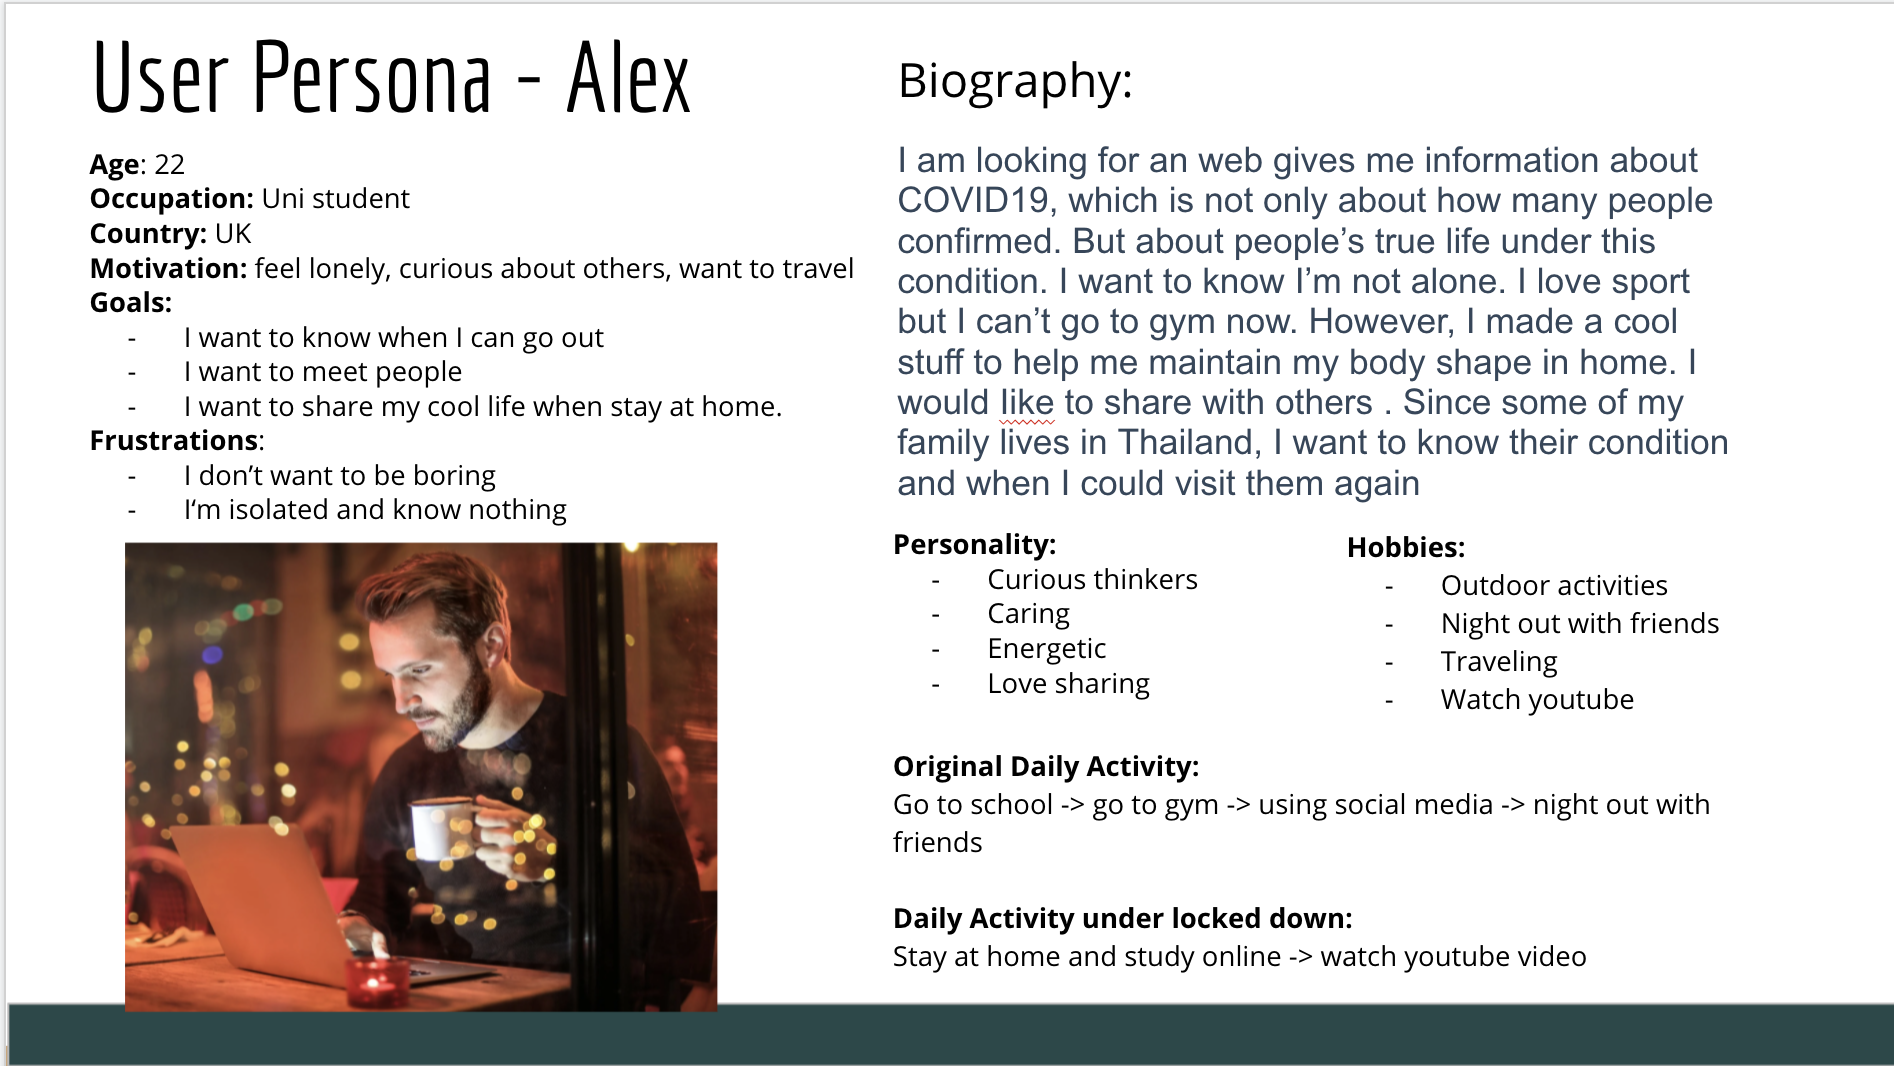 User Persona - Alex
Age: 22
Occupation: Uni student
Country: UK
Motivation: feel lonely, curious about others, want to travel
Goals:
- I want to know when I can go out
- I want to meet people
- I want to share my cool life when stay at home.
Frustrations:
- I don’t want to be boring
- I‘m isolated and know nothing
Biography:
I am looking for an web gives me information about
COVID19, which is not only about how many people
confirmed. But about people’s true life under this
condition. I want to know I’m not alone. I love sport
but I can’t go to gym now. However, I made a cool
stuff to help me maintain my body shape in home. I
would like to share with others . Since some of my
family lives in Thailand, I want to know their condition
and when I could visit them again
Personality:
- Curious thinkers
- Caring
- Energetic
- Love sharing
Hobbies:
- Outdoor activities
- Night out with friends
- Traveling
- Watch youtube
Original Daily Activity:
Go to school -> go to gym -> using social media -> night out with
friends
Daily Activity under locked down:
Stay at home and study online -> watch youtube video